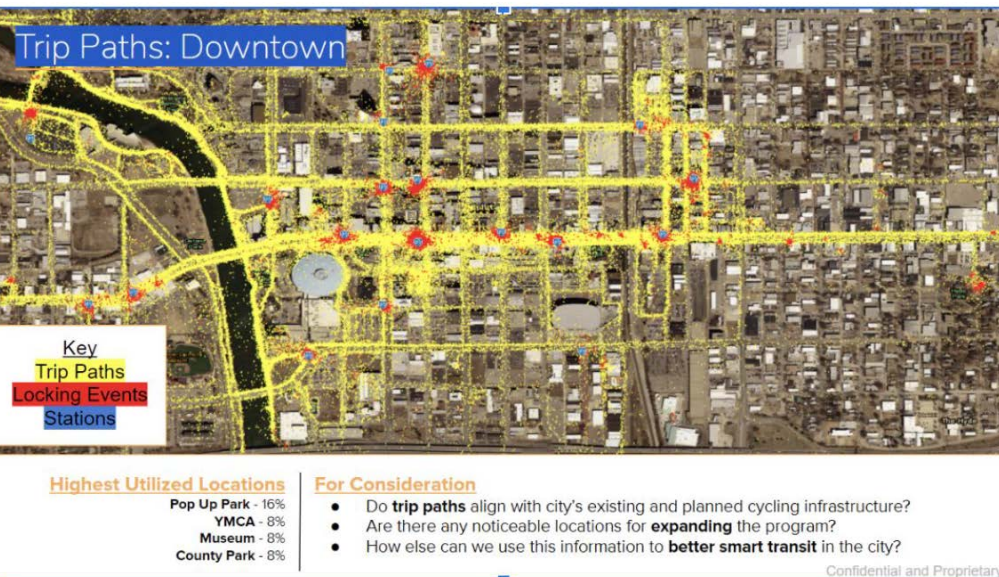 Trip Paths: Downtown
Key
Trip Paths
Locking Events
Stations
Highest Utilized Locations
Pop Up Park - 16%
YMCA - 8%
Museum - 8%
County Park - 8%
For Consideration
● Do trip paths align with city's existing and planned cycling infrastructure?
● Are there any noticeable locations for expanding the program?
● How else can we use this information to better smart transit in the city?
Confidential and Proprietary